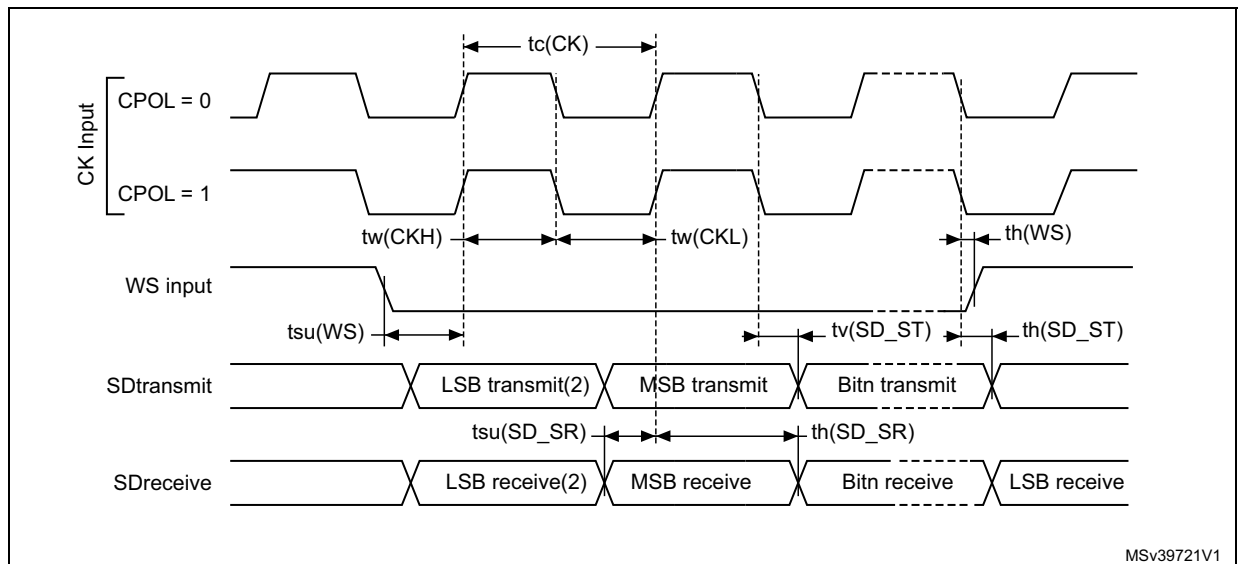 tc(CK)
CK Input
CPOL = 0
CPOL = 1
tw(CKH)
tw(CKL)
th(WS)
WS input
tsu(WS)
tv(SD_ST)
th(SD_ST)
SDtransmit
LSB transmit(2)
MSB transmit
Bitn transmit
tsu(SD_SR)
th(SD_SR)
SDreceive
LSB receive(2)
MSB receive
Bitn receive
LSB receive
MSv39721V1